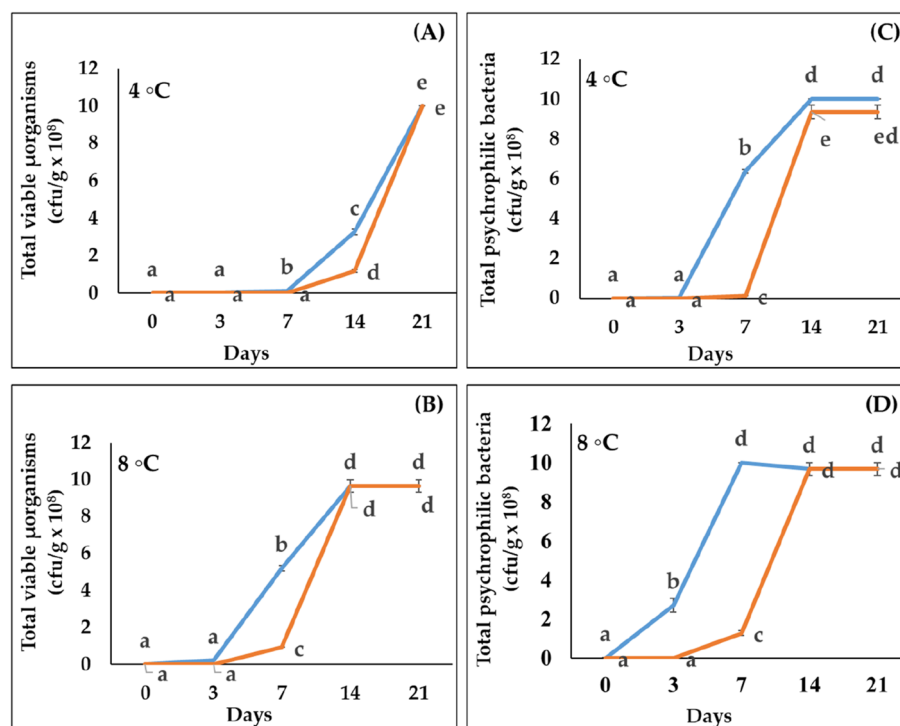 (A)
4 ◦C
Total viable μorganisms
(cfu/g x 10⁸)
12
10
8
6
4
2
0
a
a
b
c
e
e
a
a
a
d
0 3 7 14 21
Days
(C)
4 ◦C
Total psychrophilic bacteria
(cfu/g x 10⁸)
12
10
8
6
4
2
0
a
a
b
d
d
a
a
c
e
ed
0 3 7 14 21
Days
(B)
8 ◦C
Total viable μorganisms
(cfu/g x 10⁸)
12
10
8
6
4
2
0
a
a
b
d
d
a
a
c
d
d
0 3 7 14 21
Days
(D)
8 ◦C
Total psychrophilic bacteria
(cfu/g x 10⁸)
12
10
8
6
4
2
0
a
b
d
d
d
a
a
c
d
d
0 3 7 14 21
Days